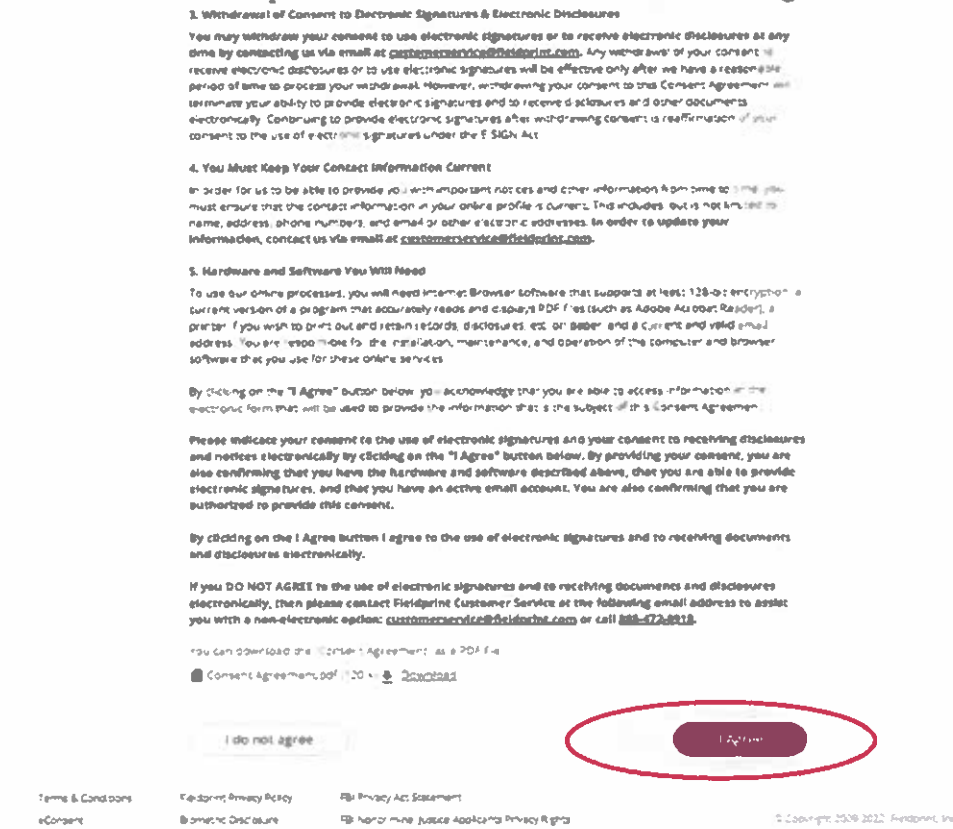 3. Withdrawal of Consent to Electronic Signatures & Electronic Disclosures
You may withdraw your consent to use electronic signatures or to receive electronic disclosures at any
time by contacting us via email at customerservice@fieldprint.com. Any withdrawal of your consent
receive electronic disclosures or to use electronic signatures will be effective only after we have a reasonable
period of time to process your withdrawal. However, withdrawing your consent to this Consent Agreement will
terminate your ability to provide electronic signatures and to receive disclosures and other documents
electronically. Continuing to provide electronic signatures after withdrawing consent is reaffirmation of your
consent to the use of electronic signatures under the E SIGN Act
4. You Must Keep Your Contact Information Current
In order for us to be able to provide you with important notices and other information from time to time, you
must ensure that the contact information in your online profile is current. This includes, but is not limited to
name, address, phone numbers, and email or other electronic addresses. In order to update your
information, contact us via email at customerservice@fieldprint.com.
5. Hardware and Software You Will Need
To use our online processes, you will need Internet Browser software that supports at least 128-bit encryption, a
current version of a program that accurately reads and displays PDF files (such as Adobe Acrobat Reader), a
printer if you wish to print out and retain records, disclosures, etc. on paper, and a current and valid email
address. You are responsible for the installation, maintenance, and operation of the computer and browser
software that you use for these online services
By clicking on the "I Agree" button below, you acknowledge that you are able to access information in the
electronic form that will be used to provide the information that is the subject of this Consent Agreement
Please indicate your consent to the use of electronic signatures and your consent to receiving disclosures
and notices electronically by clicking on the "I Agree" button below. By providing your consent, you are
also confirming that you have the hardware and software described above, that you are able to provide
electronic signatures, and that you have an active email account. You are also confirming that you are
authorized to provide this consent.
By clicking on the I Agree button I agree to the use of electronic signatures and to receiving documents
and disclosures electronically.
If you DO NOT AGREE to the use of electronic signatures and to receiving documents and disclosures
electronically, then please contact Fieldprint Customer Service at the following email address to assist
you with a non-electronic option: customerservice@fieldprint.com or call 888-472-8918.
You can download the Consent Agreement as a PDF file
Consent Agreement.pdf 120 Download
I do not agree
I Agree
Terms & Conditions Fieldprint Privacy Policy FBI Privacy Act Statement
eConsent Biometric Disclosure FBI Noncriminal Justice Applicants Privacy Rights
© Copyright 2009-2022 Fieldprint, Inc